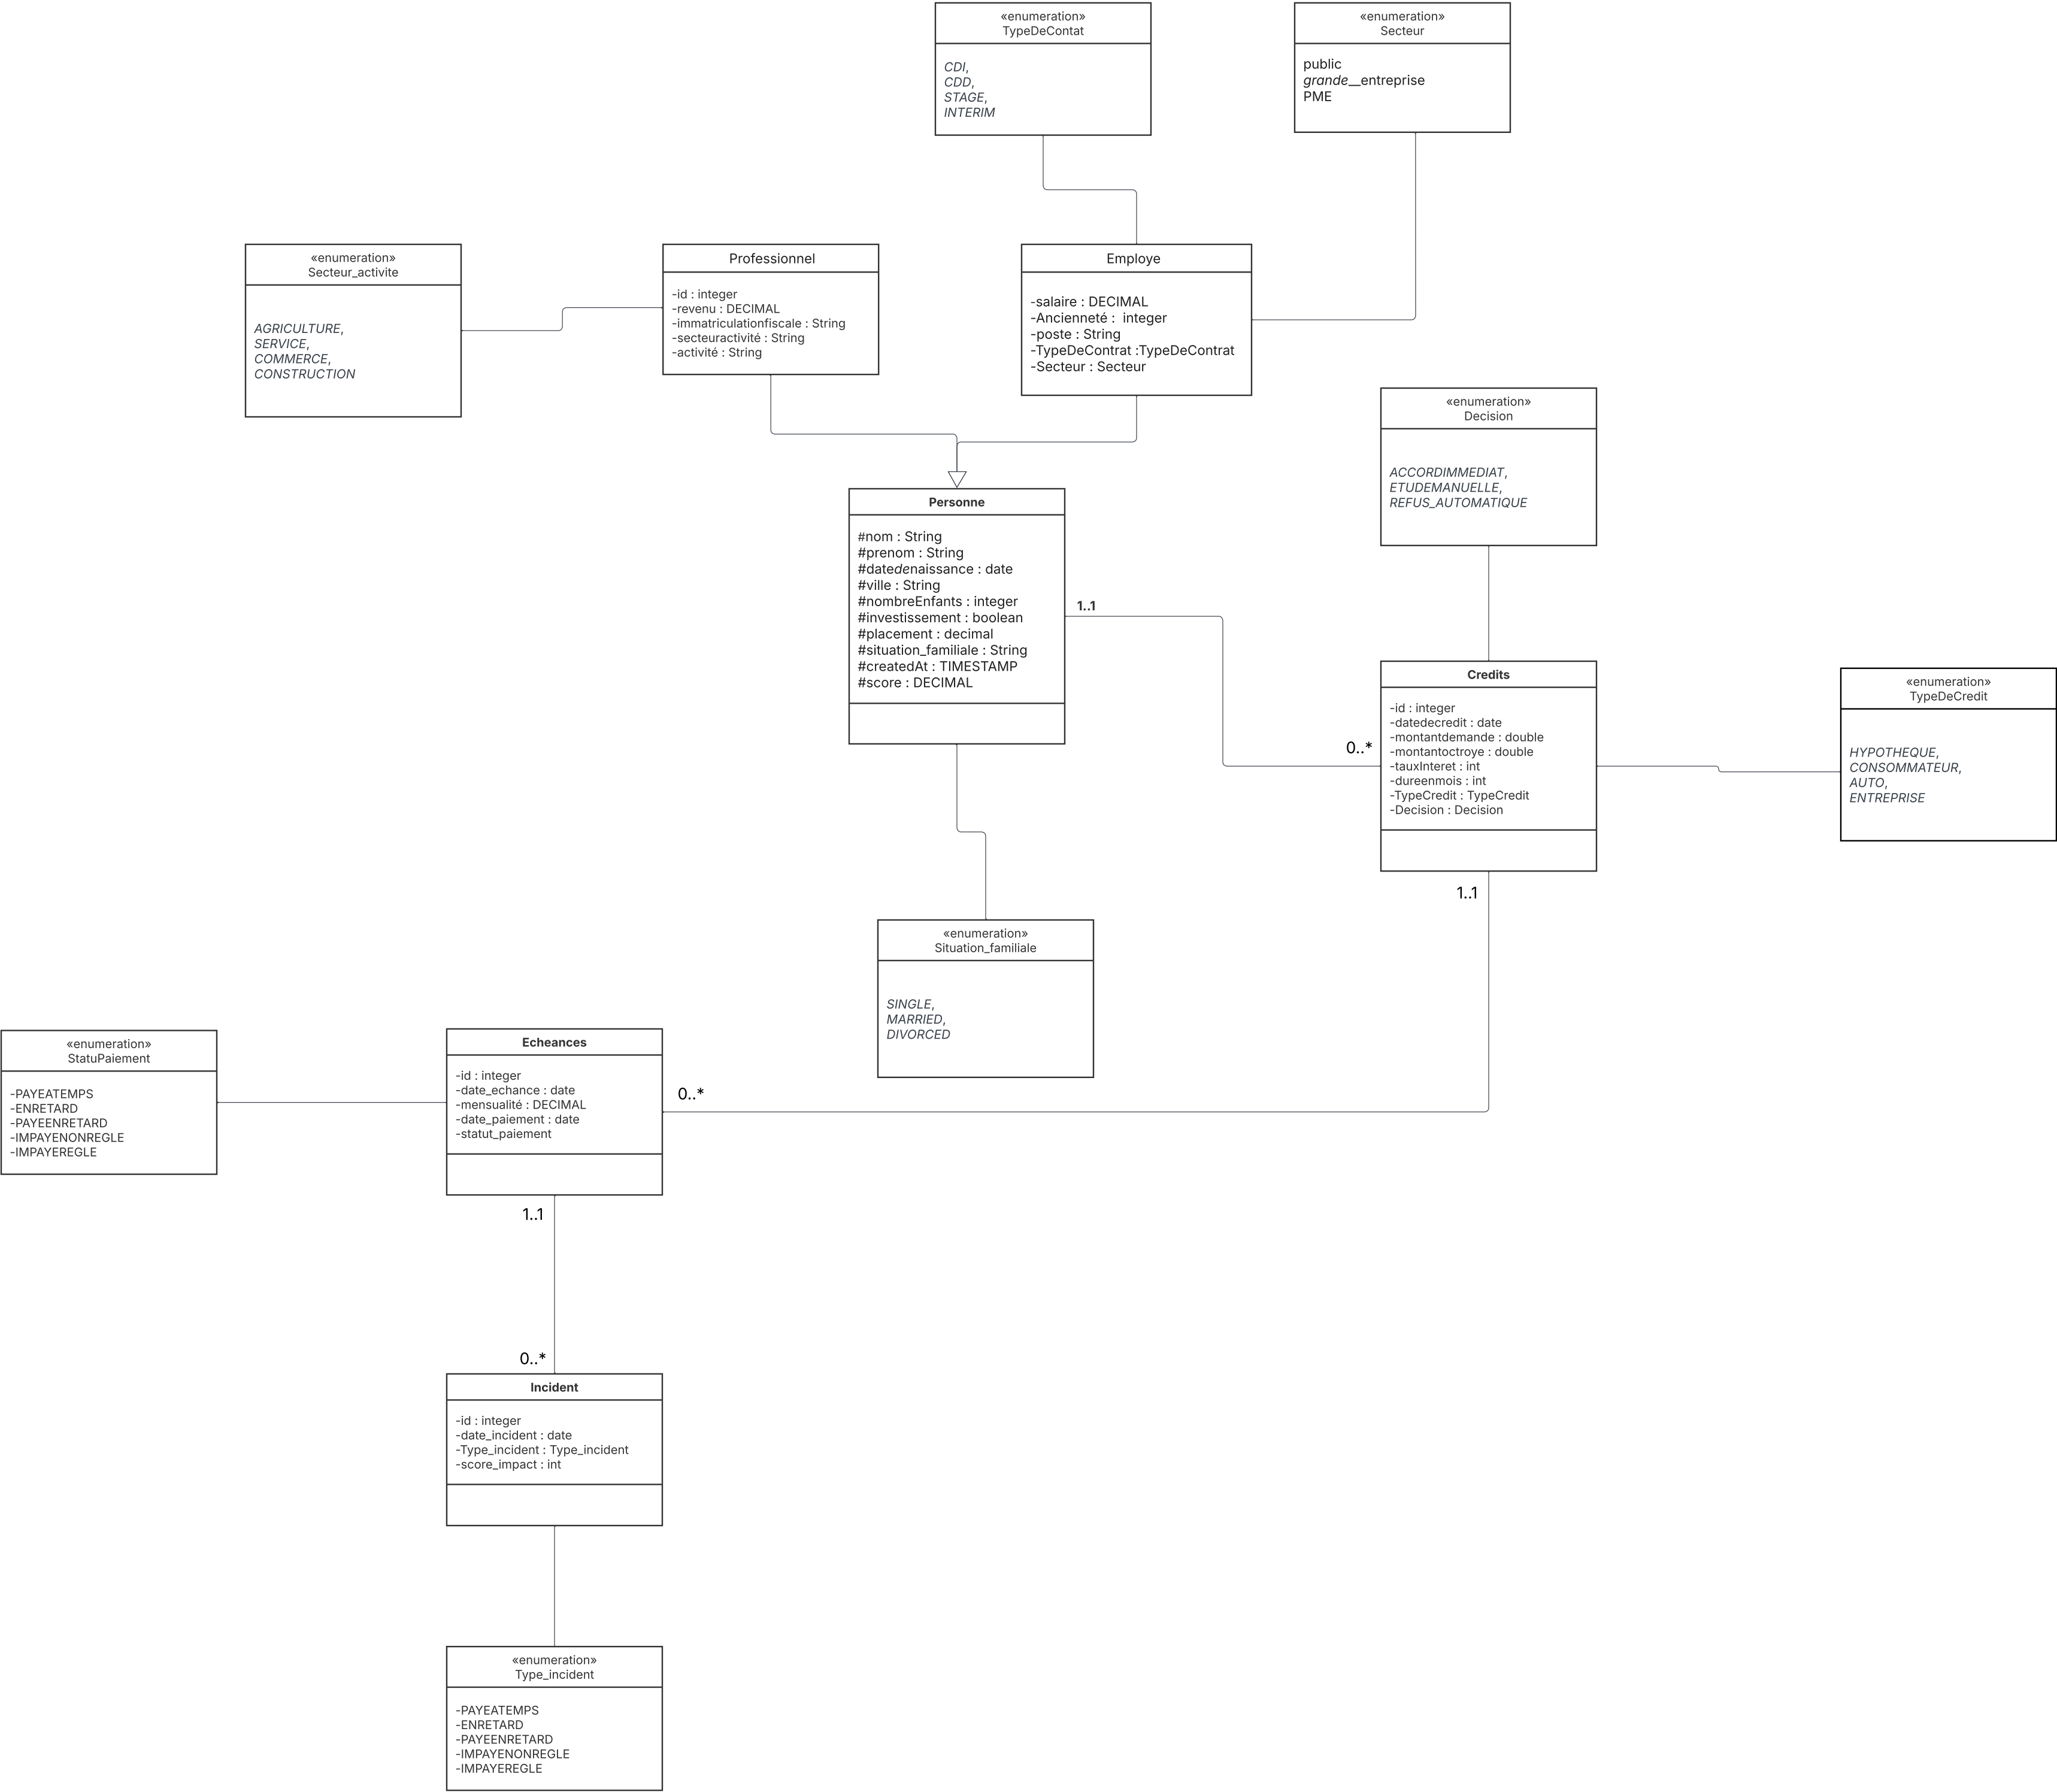 «enumeration»
TypeDeContat
CDI,
CDD,
STAGE,
INTERIM
«enumeration»
Secteur
public
grande__entreprise
PME
«enumeration»
Secteur_activite
AGRICULTURE,
SERVICE,
COMMERCE,
CONSTRUCTION
Professionnel
-id : integer
-revenu : DECIMAL
-immatriculationfiscale : String
-secteuractivité : String
-activité : String
Employe
-salaire : DECIMAL
-Ancienneté :  integer
-poste : String
-TypeDeContrat :TypeDeContrat
-Secteur : Secteur
«enumeration»
Decision
ACCORDIMMEDIAT,
ETUDEMANUELLE,
REFUS_AUTOMATIQUE
Personne
#nom : String
#prenom : String
#datedenaissance : date
#ville : String
#nombreEnfants : integer
#investissement : boolean
#placement : decimal
#situation_familiale : String
#createdAt : TIMESTAMP
#score : DECIMAL
1..1
0..*
Credits
-id : integer
-datedecredit : date
-montantdemande : double
-montantoctroye : double
-tauxInteret : int
-dureenmois : int
-TypeCredit : TypeCredit
-Decision : Decision
1..1
«enumeration»
TypeDeCredit
HYPOTHEQUE,
CONSOMMATEUR,
AUTO,
ENTREPRISE
«enumeration»
Situation_familiale
SINGLE,
MARRIED,
DIVORCED
«enumeration»
StatuPaiement
-PAYEATEMPS
-ENRETARD
-PAYEENRETARD
-IMPAYENONREGLE
-IMPAYEREGLE
Echeances
-id : integer
-date_echance : date
-mensualité : DECIMAL
-date_paiement : date
-statut_paiement
0..*
1..1
0..*
Incident
-id : integer
-date_incident : date
-Type_incident : Type_incident
-score_impact : int
«enumeration»
Type_incident
-PAYEATEMPS
-ENRETARD
-PAYEENRETARD
-IMPAYENONREGLE
-IMPAYEREGLE